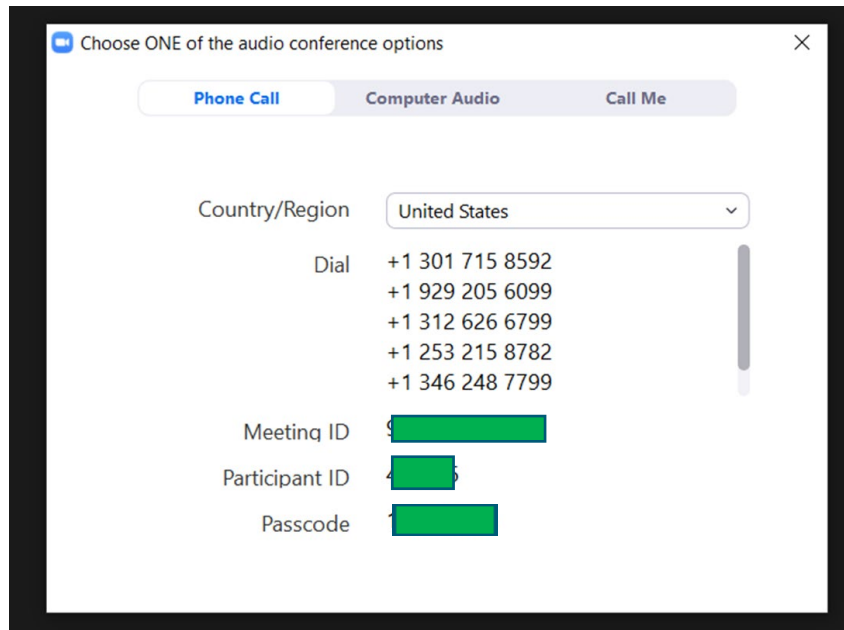 Choose ONE of the audio conference options
Phone Call Computer Audio Call Me
Country/Region United States
Dial +1 301 715 8592
+1 929 205 6099
+1 312 626 6799
+1 253 215 8782
+1 346 248 7799
Meeting ID
Participant ID
Passcode